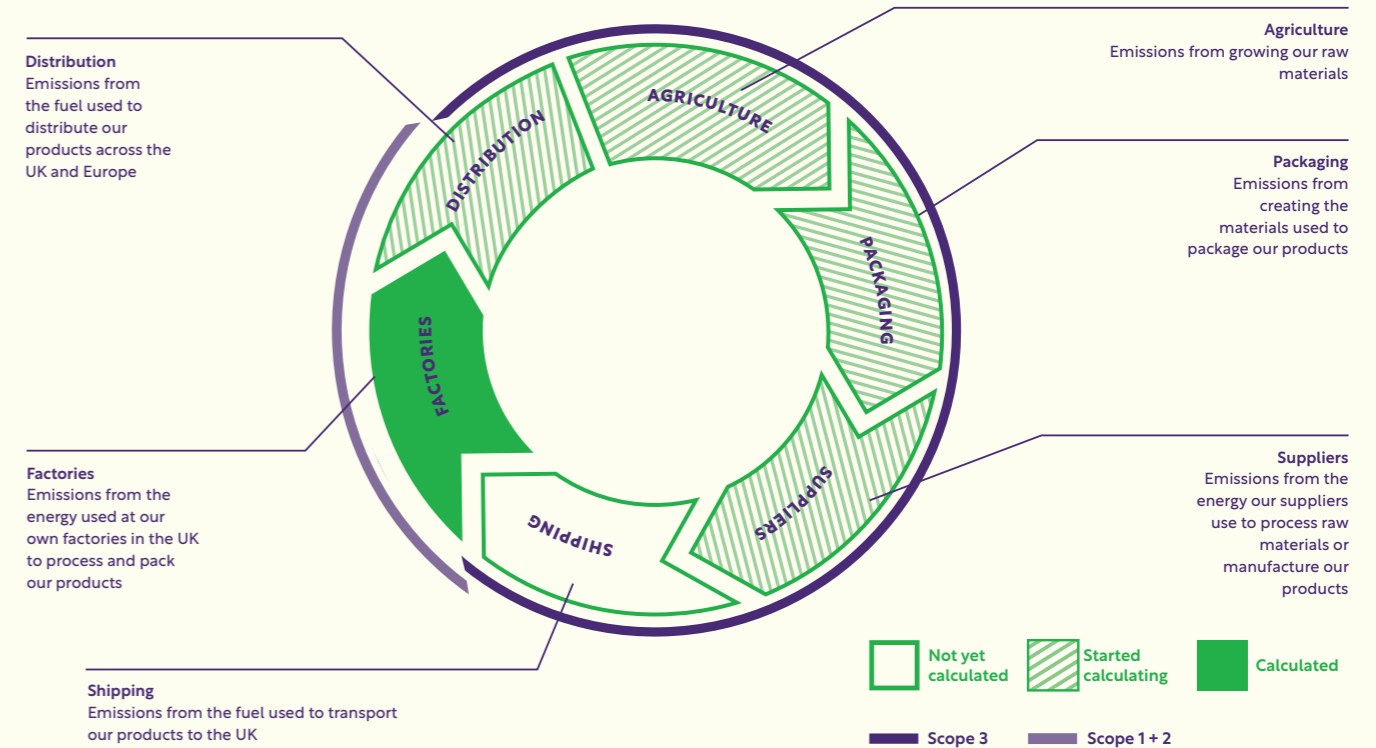 Distribution
Emissions from
the fuel used to
distribute our
products across the
UK and Europe
Agriculture
Emissions from growing our raw
materials
Packaging
Emissions from
creating the
materials used to
package our products
Suppliers
Emissions from the
energy our suppliers
use to process raw
materials or
manufacture our
products
Factories
Emissions from the
energy used at our
own factories in the UK
to process and pack
our products
Shipping
Emissions from the fuel used to transport
our products to the UK
AGRICULTURE
PACKAGING
SUPPLIERS
SHIPPING
FACTORIES
DISTRIBUTION
Not yet
calculated
Started
calculating
Calculated
Scope 3
Scope 1 + 2